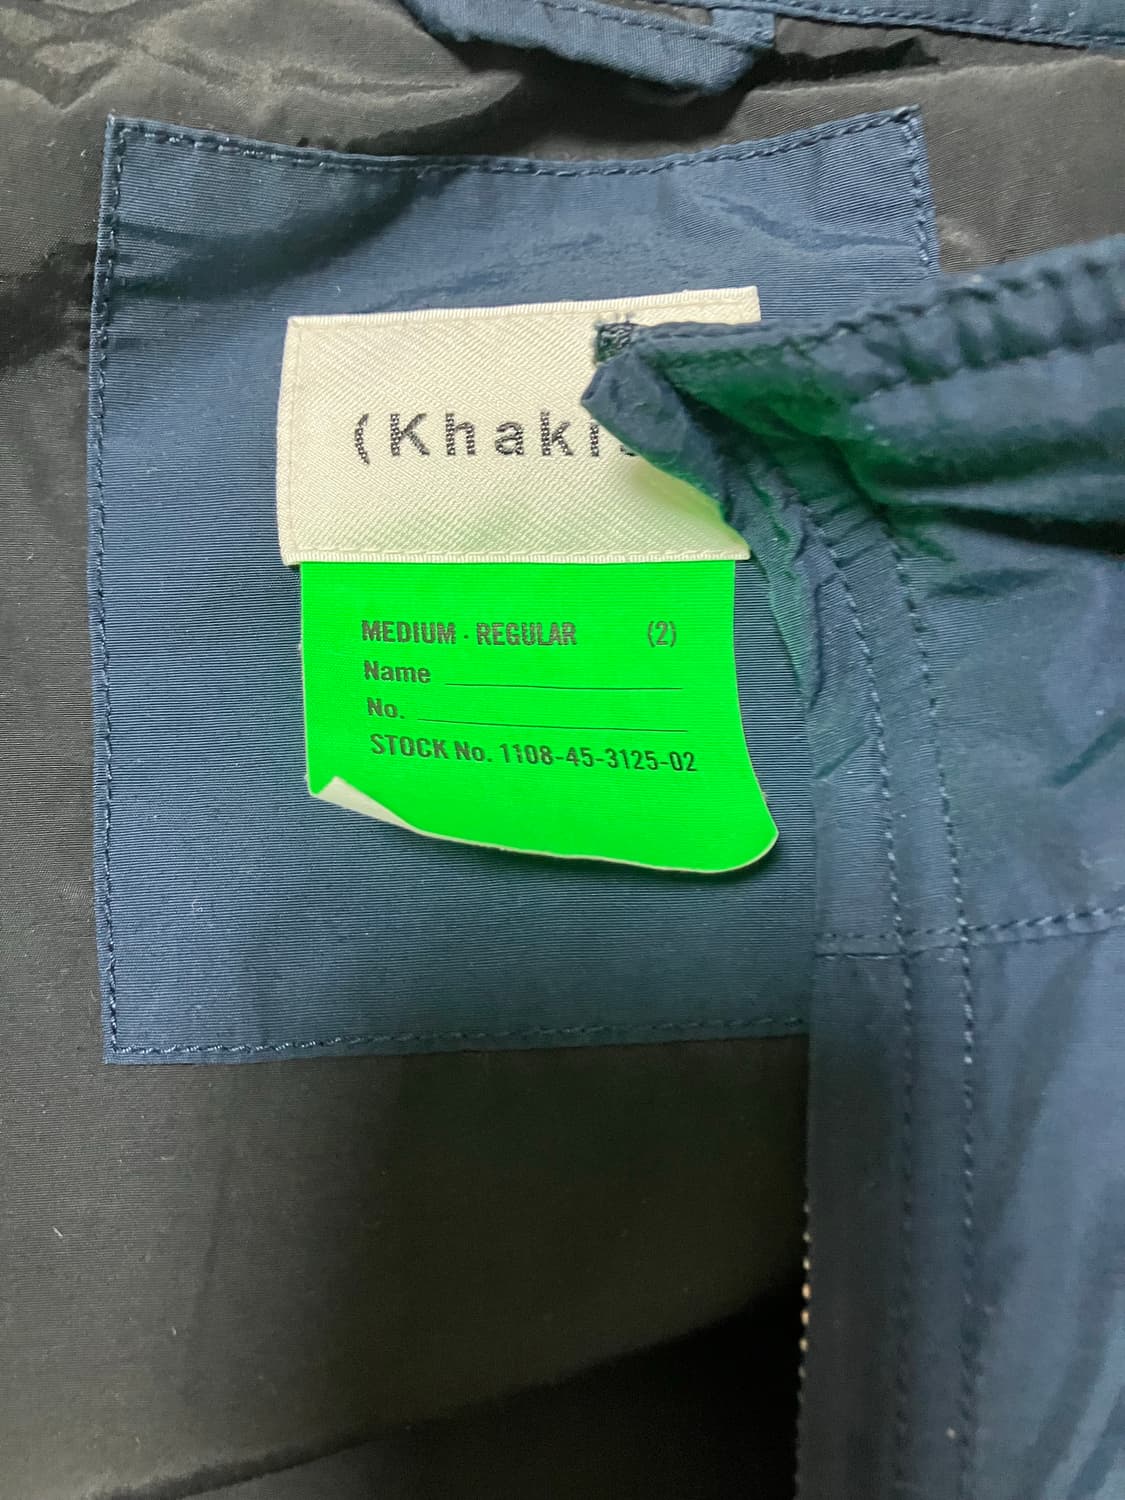 (Khaki
MEDIUM · REGULAR (2)
Name
No.
STOCK No. 1108-45-3125-02